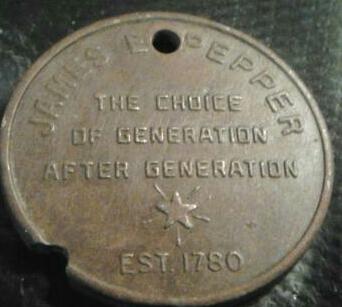 JAMES E. PEPPER
THE CHOICE
OF GENERATION
AFTER GENERATION
EST. 1780